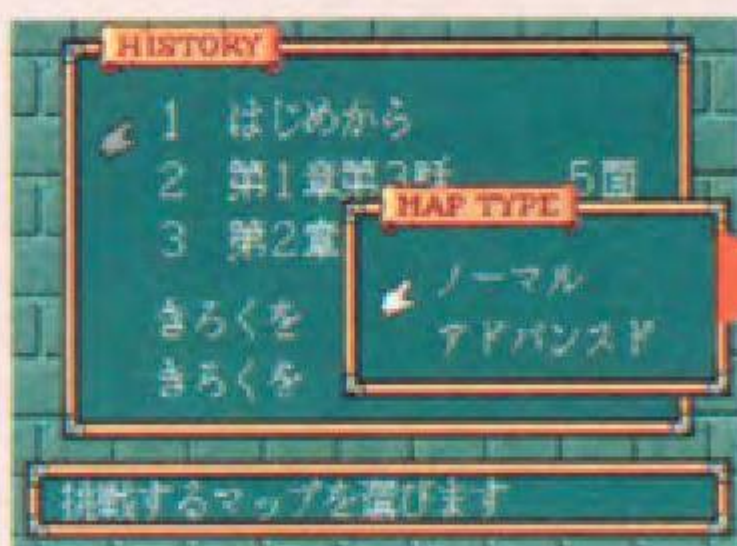 HISTORY
1 はじめから
2 第1章第3話 5面
3 第2章
きろくを
きろくを
MAP TYPE
ノーマル
アドバンスド
挑戦するマップを選びます